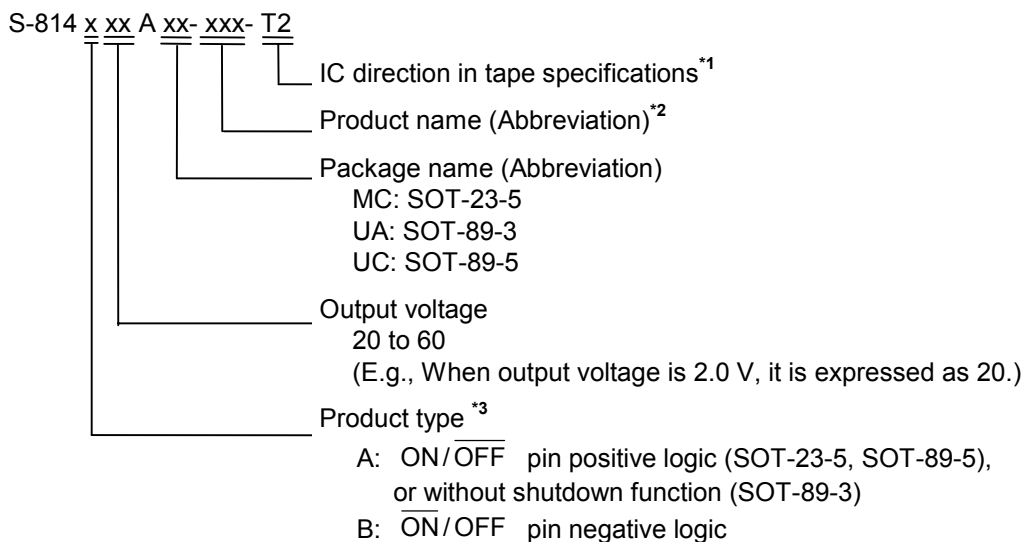 S-814 x xx A xx- xxx- T2
IC direction in tape specifications*1
Product name (Abbreviation)*2
Package name (Abbreviation)
MC: SOT-23-5
UA: SOT-89-3
UC: SOT-89-5
Output voltage
20 to 60
(E.g., When output voltage is 2.0 V, it is expressed as 20.)
Product type *3
A: ON/O̅F̅F̅ pin positive logic (SOT-23-5, SOT-89-5),
or without shutdown function (SOT-89-3)
B: O̅N̅/OFF pin negative logic